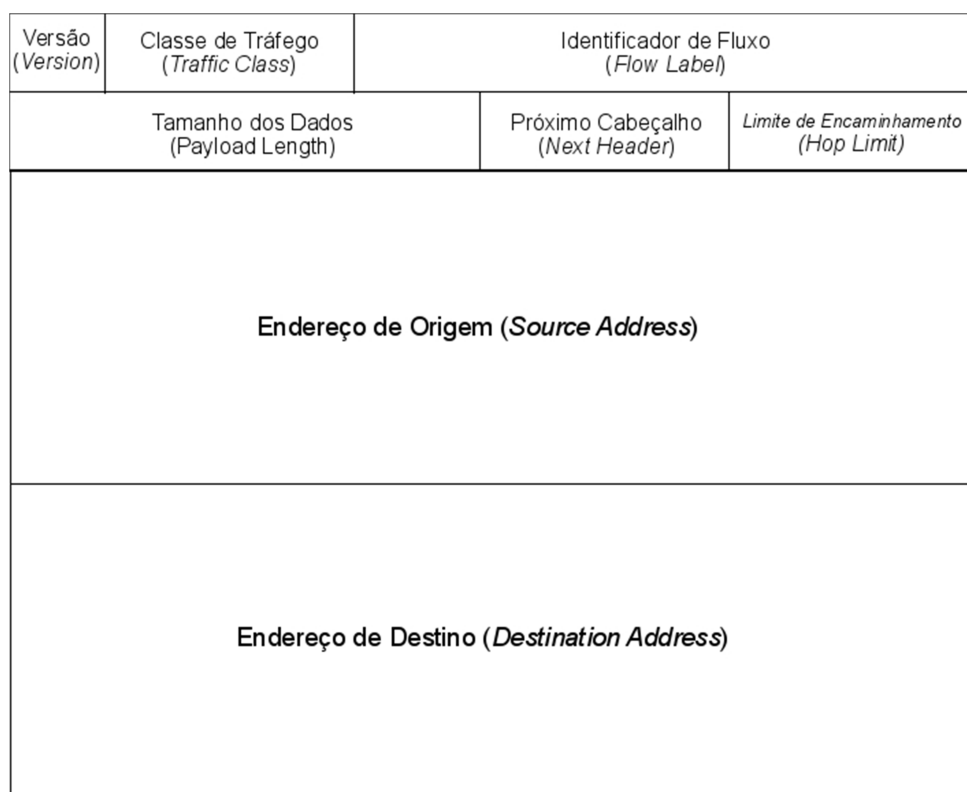 Versão
(Version)
Classe de Tráfego
(Traffic Class)
Identificador de Fluxo
(Flow Label)
Tamanho dos Dados
(Payload Length)
Próximo Cabeçalho
(Next Header)
Limite de Encaminhamento
(Hop Limit)
Endereço de Origem (Source Address)
Endereço de Destino (Destination Address)